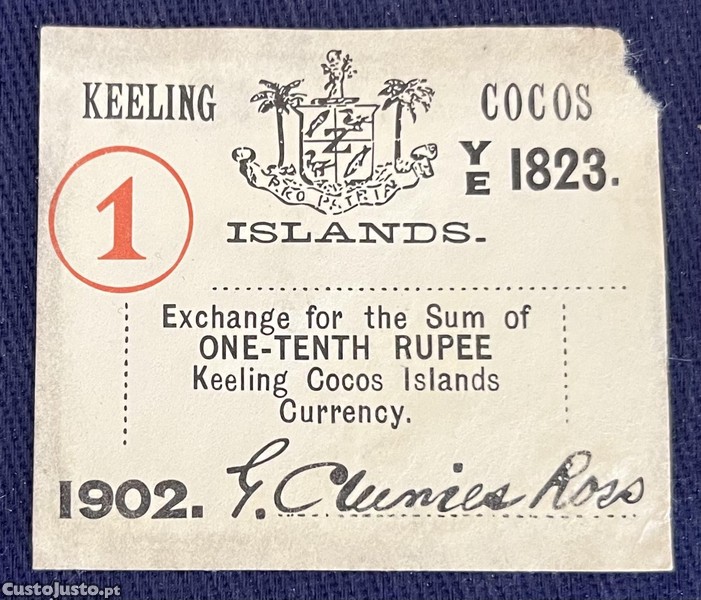 KEELING COCOS
Z
PRO PATRIA
1
YE 1823.
ISLANDS.
Exchange for the Sum of
ONE-TENTH RUPEE
Keeling Cocos Islands
Currency.
1902. G. Clunies Ross
CustoJusto.pt